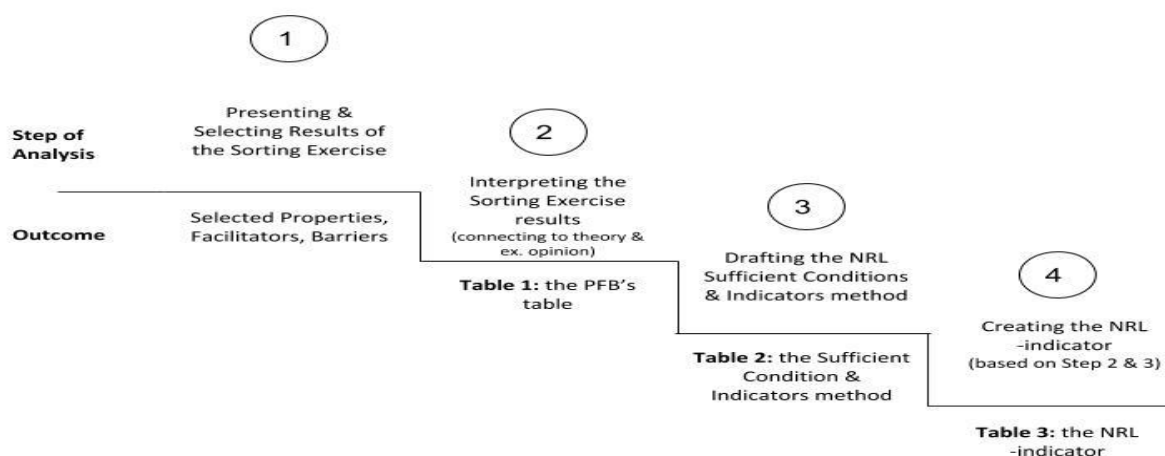 1
Presenting &
Selecting Results of
the Sorting Exercise
Step of
Analysis
Outcome
Selected Properties,
Facilitators, Barriers
2
Interpreting the
Sorting Exercise
results
(connecting to theory &
ex. opinion)
Table 1: the PFB's
table
3
Drafting the NRL
Sufficient Conditions
& Indicators method
Table 2: the Sufficient
Condition &
Indicators method
4
Creating the NRL
-indicator
(based on Step 2 & 3)
Table 3: the NRL
-indicator